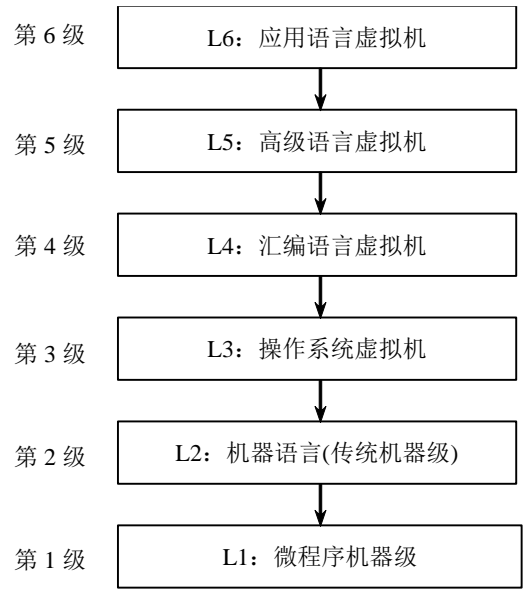 第 6 级 L6：应用语言虚拟机
第 5 级 L5：高级语言虚拟机
第 4 级 L4：汇编语言虚拟机
第 3 级 L3：操作系统虚拟机
第 2 级 L2：机器语言(传统机器级)
第 1 级 L1：微程序机器级